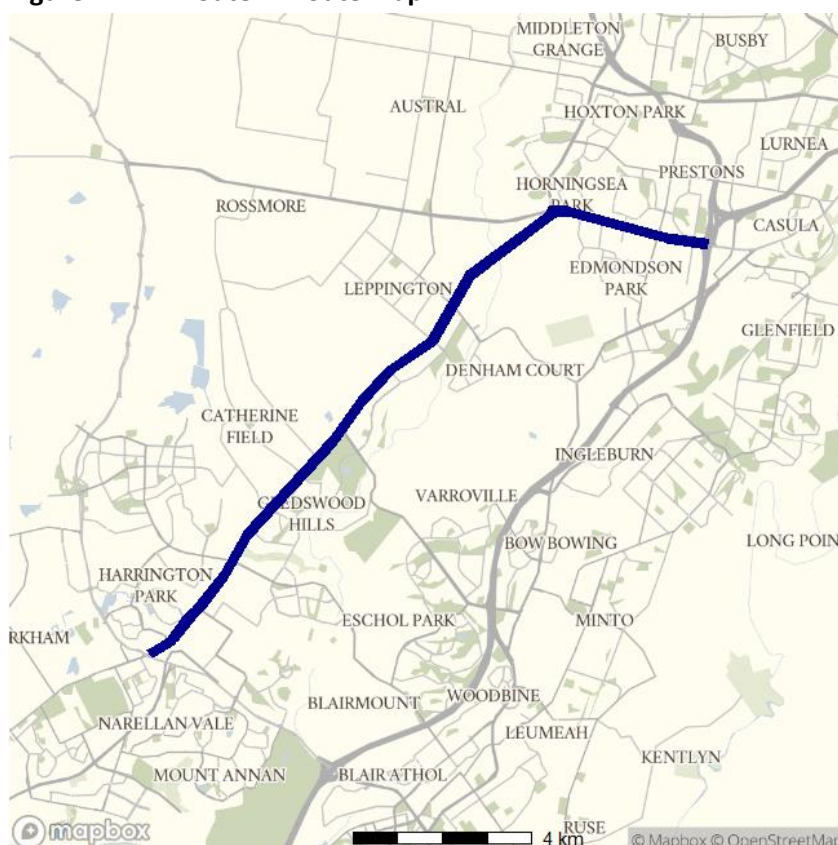 MIDDLETON
GRANGE
BUSBY
AUSTRAL
HOXTON PARK
LURNEA
PRESTONS
HORNINGSEA
PARK
ROSSMORE
CASULA
EDMONDSON
PARK
LEPPINGTON
GLENFIELD
DENHAM COURT
CATHERINE
FIELD
INGLEBURN
VARROVILLE
HILLS
BOW BOWING
LONG POIN
HARRINGTON
PARK
ESCHOL PARK
MINTO
RKHAM
BLAIRMOUNT
WOODBINE
NARELLAN VALE
LEUMEAH
KENTLYN
MOUNT ANNAN
BLAIR ATHOL
RUSE
mapbox
4 km
© Mapbox © OpenStreetMap